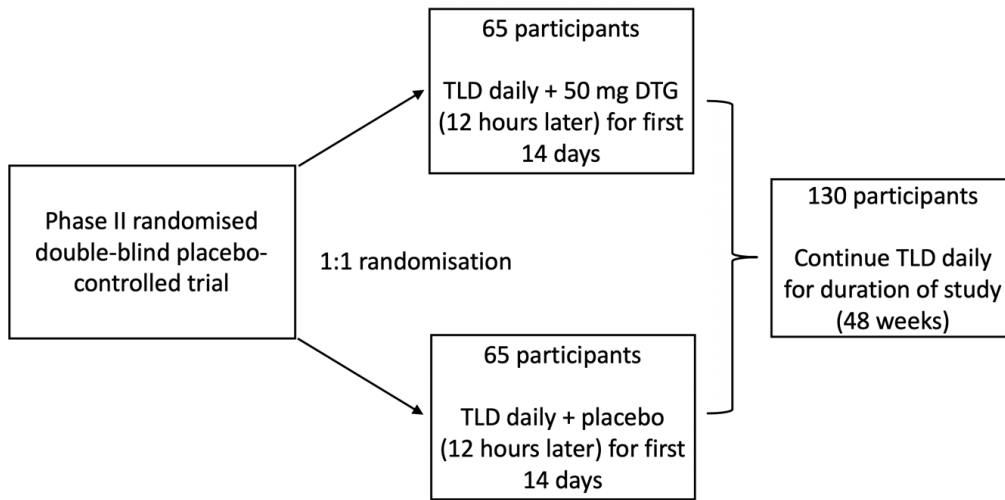 Phase II randomised
double-blind placebo-
controlled trial
1:1 randomisation
65 participants
TLD daily + 50 mg DTG
(12 hours later) for first
14 days
65 participants
TLD daily + placebo
(12 hours later) for first
14 days
130 participants
Continue TLD daily
for duration of study
(48 weeks)